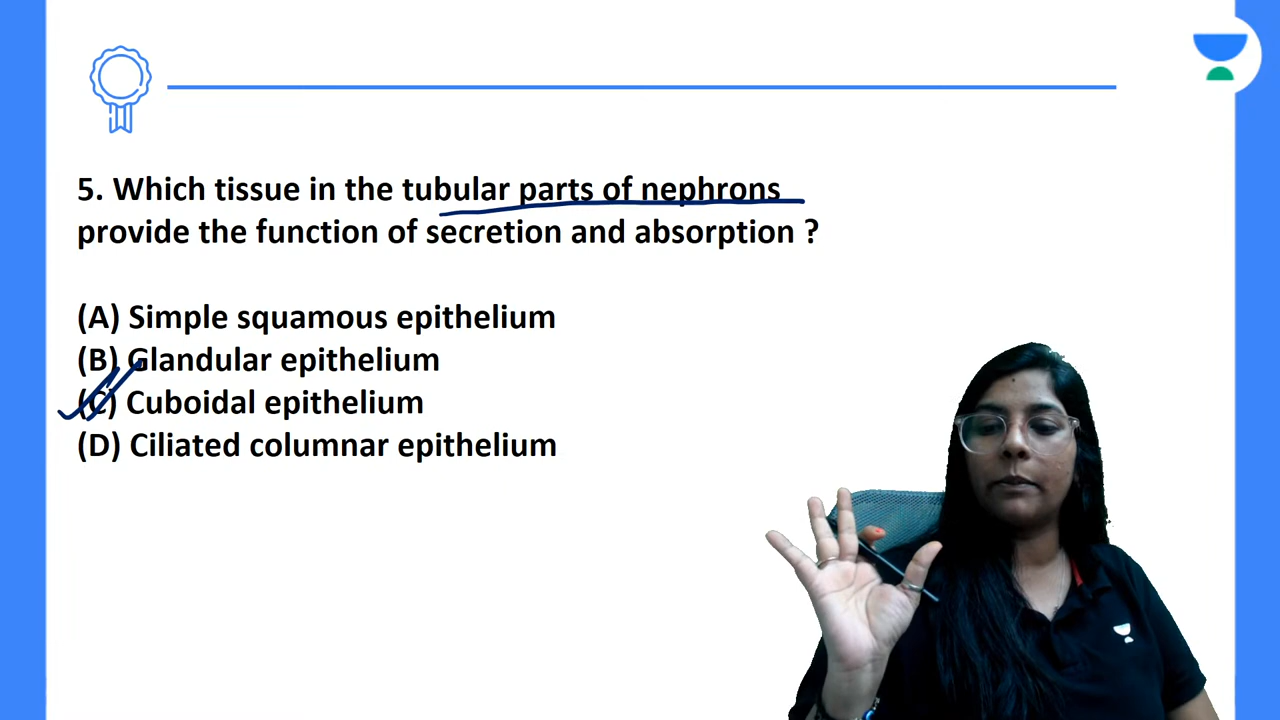 5. Which tissue in the tubular parts of nephrons
provide the function of secretion and absorption ?
(A) Simple squamous epithelium
(B) Glandular epithelium
(C) Cuboidal epithelium
(D) Ciliated columnar epithelium